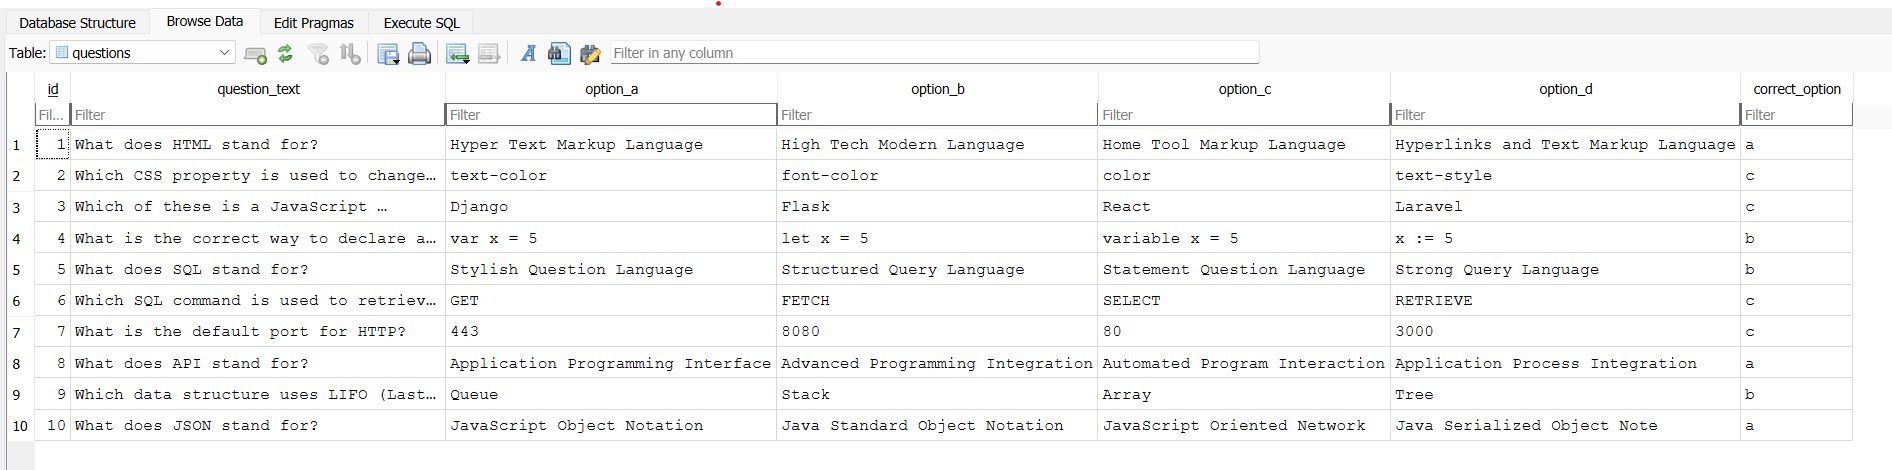 Database Structure Browse Data Edit Pragmas Execute SQL
Table: questions Filter in any column
id question_text option_a option_b option_c option_d correct_option
Fil... Filter Filter Filter Filter Filter Filter
1 1 What does HTML stand for? Hyper Text Markup Language High Tech Modern Language Home Tool Markup Language Hyperlinks and Text Markup Language a
2 2 Which CSS property is used to change… text-color font-color color text-style c
3 3 Which of these is a JavaScript … Django Flask React Laravel c
4 4 What is the correct way to declare a… var x = 5 let x = 5 variable x = 5 x := 5 b
5 5 What does SQL stand for? Stylish Question Language Structured Query Language Statement Question Language Strong Query Language b
6 6 Which SQL command is used to retriev… GET FETCH SELECT RETRIEVE c
7 7 What is the default port for HTTP? 443 8080 80 3000 c
8 8 What does API stand for? Application Programming Interface Advanced Programming Integration Automated Program Interaction Application Process Integration a
9 9 Which data structure uses LIFO (Last… Queue Stack Array Tree b
10 10 What does JSON stand for? JavaScript Object Notation Java Standard Object Notation JavaScript Oriented Network Java Serialized Object Note a